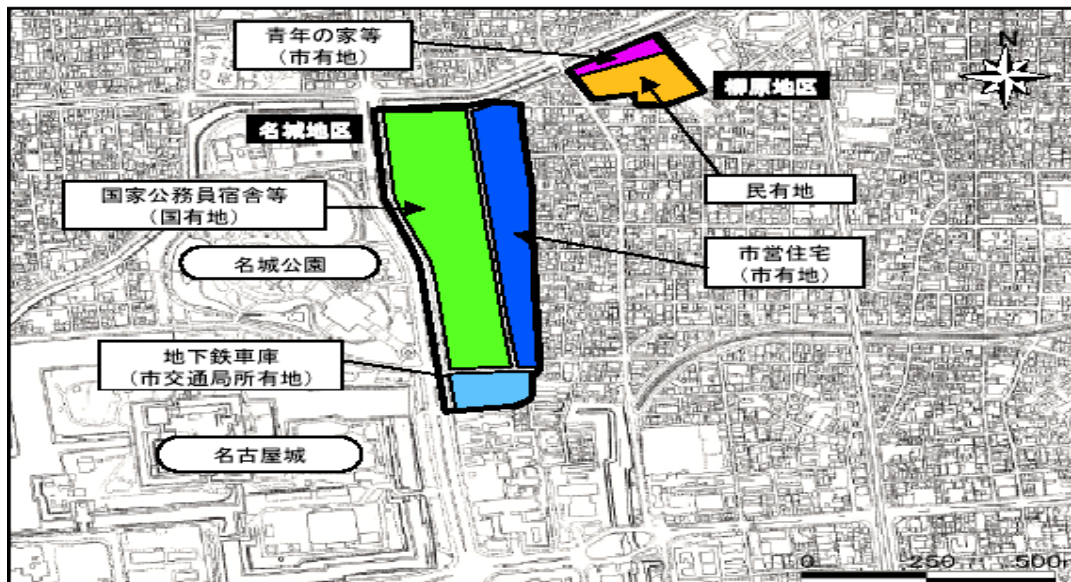 青年の家等
(市有地)
N
柳原地区
名城地区
国家公務員宿舎等
(国有地)
民有地
名城公園
市営住宅
(市有地)
地下鉄車庫
(市交通局所有地)
名古屋城
0 250 500m